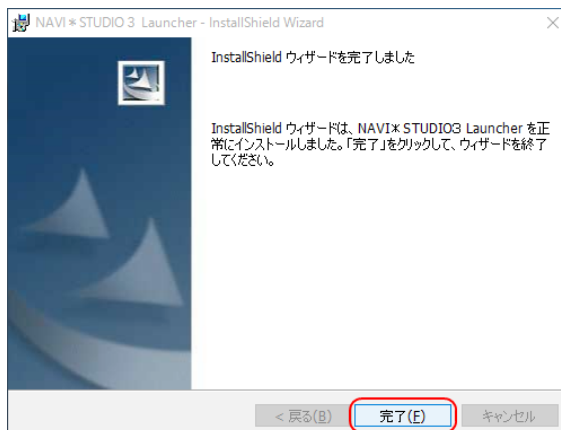 NAVI＊STUDIO 3 Launcher - InstallShield Wizard
InstallShield ウィザードを完了しました
InstallShield ウィザードは、NAVI＊STUDIO3 Launcher を正
常にインストールしました。「完了」をクリックして、ウィザードを終了
してください。
< 戻る(B)
完了(F)
キャンセル